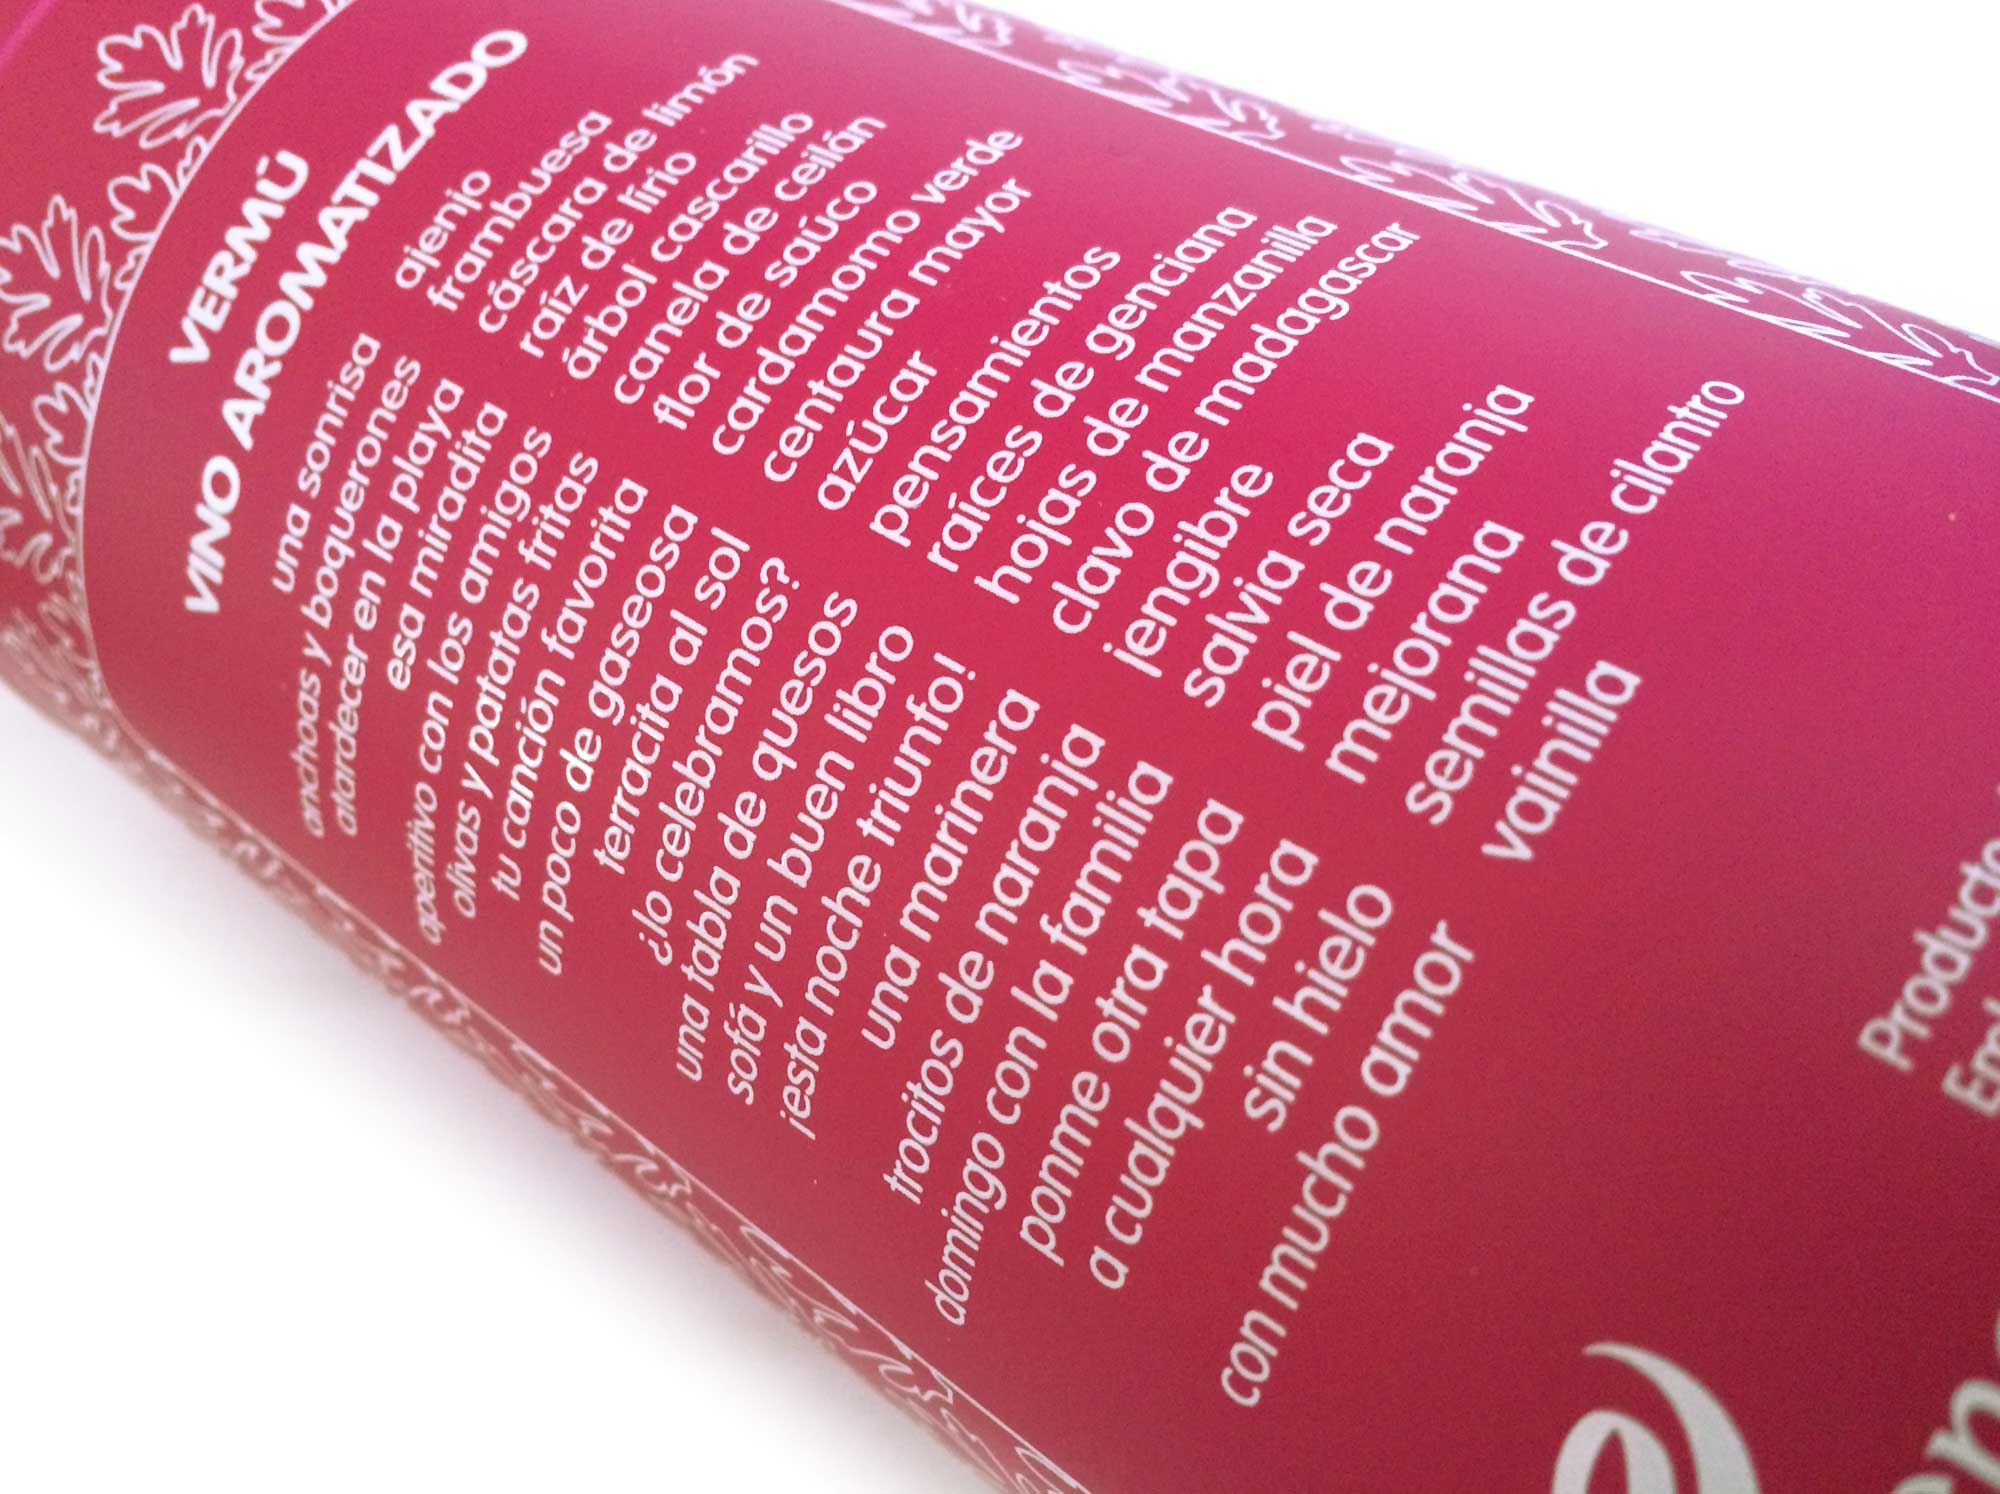 VERMÚ
VINO AROMATIZADO
una sonrisa
anchoas y boquerones
atardecer en la playa
esa miradita
aperitivo con los amigos
olivas y patatas fritas
tu canción favorita
un poco de gaseosa
terracita al sol
¿lo celebramos?
una tabla de quesos
sofá y un buen libro
¡esta noche triunfo!
una marinera
trocitos de naranja
domingo con la familia
ponme otra tapa
a cualquier hora
sin hielo
con mucho amor
ajenjo
frambuesa
cáscara de limón
raíz de lírio
árbol cascarillo
canela de ceilán
flor de saúco
cardamomo verde
centaura mayor
azúcar
pensamientos
raíces de genciana
hojas de manzanilla
clavo de madagascar
jengibre
salvia seca
piel de naranja
mejorana
semillas de cilantro
vainilla
Producto